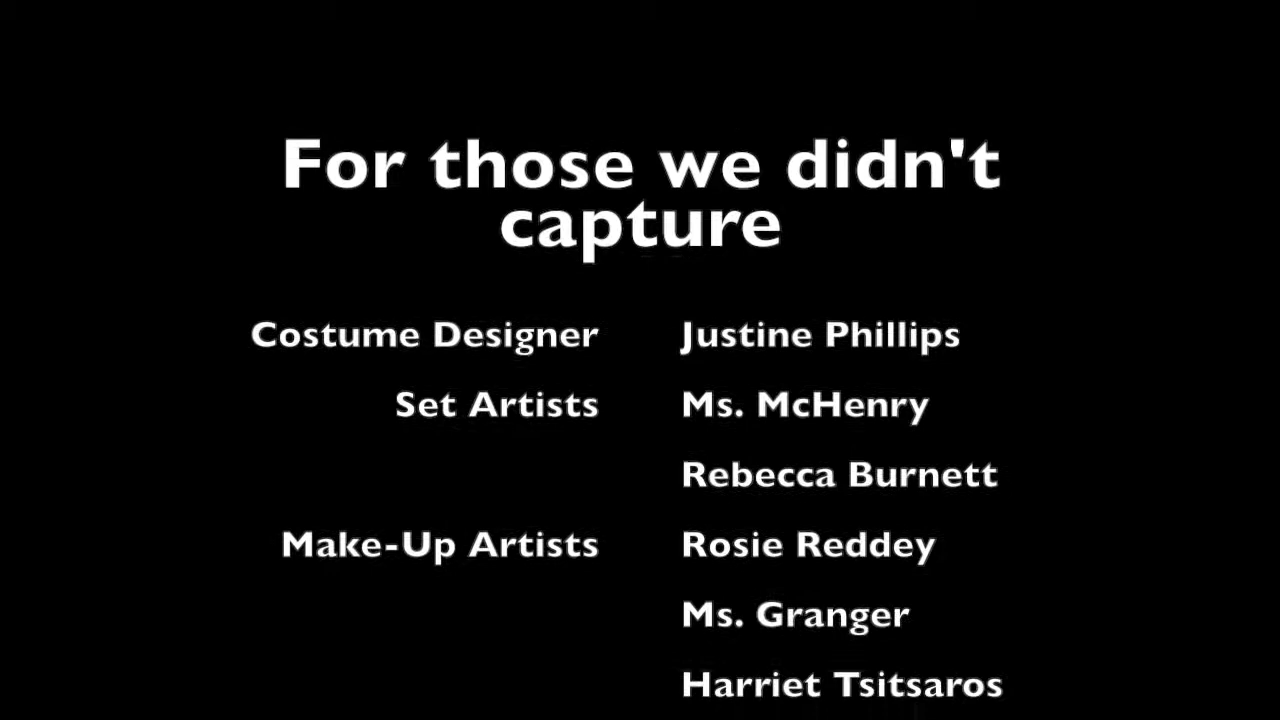 For those we didn't
capture
Costume Designer Justine Phillips
Set Artists Ms. McHenry
Rebecca Burnett
Make-Up Artists Rosie Reddey
Ms. Granger
Harriet Tsitsaros